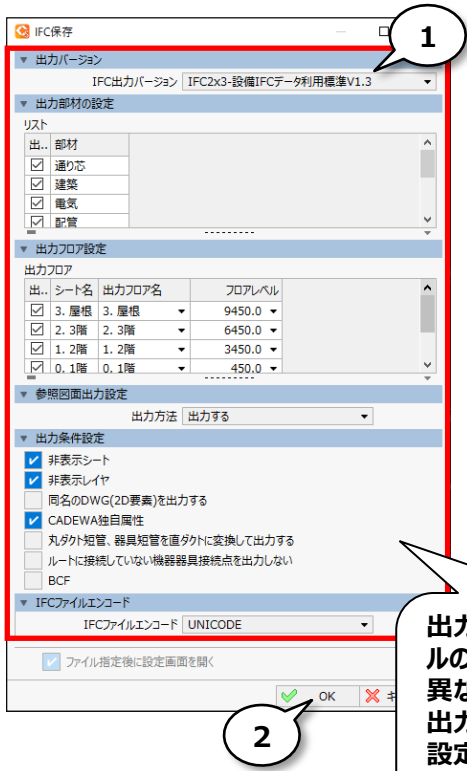 IFC保存
1
出力バージョン
IFC出力バージョン IFC2x3-設備IFCデータ利用標準V1.3
出力部材の設定
リスト
出.. 部材
通り芯
建築
電気
配管
出力フロア設定
出力フロア
出.. シート名 出力フロア名 フロアレベル
3. 屋根 3. 屋根 9450.0
2. 3階 2. 3階 6450.0
1. 2階 1. 2階 3450.0
0. 1階 0. 1階 450.0
参照図面出力設定
出力方法 出力する
出力条件設定
非表示シート
非表示レイヤ
同名のDWG(2D要素)を出力する
CADEWA独自属性
丸ダクト短管、器具短管を直ダクトに変換して出力する
ルートに接続していない機器器具接続点を出力しない
BCF
IFCファイルエンコード
IFCファイルエンコード UNICODE
ファイル指定後に設定画面を開く
OK キ
2
出力
ルの
異な
出力
設定